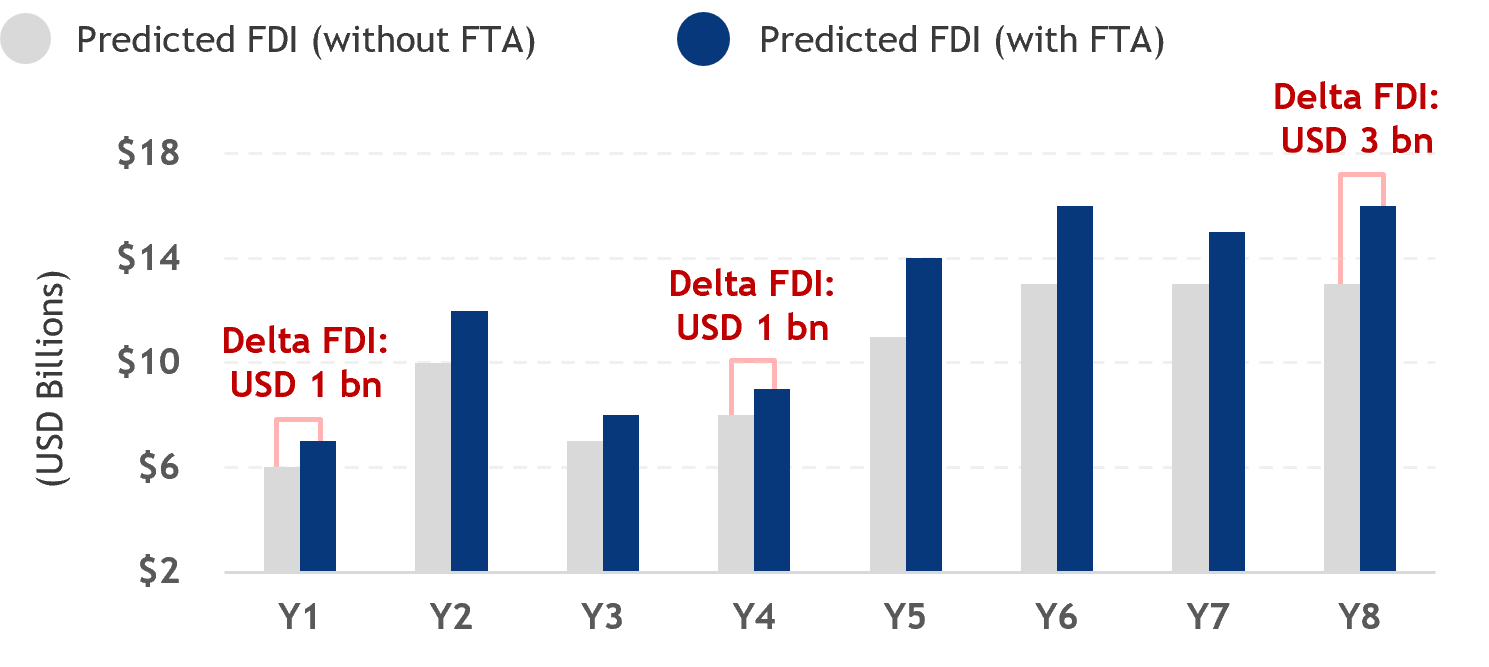 Predicted FDI (without FTA)
Predicted FDI (with FTA)
Delta FDI:
USD 3 bn
$18
$14
Delta FDI:
USD 1 bn
Delta FDI:
USD 1 bn
$10
$6
$2
(USD Billions)
Y1
Y2
Y3
Y4
Y5
Y6
Y7
Y8